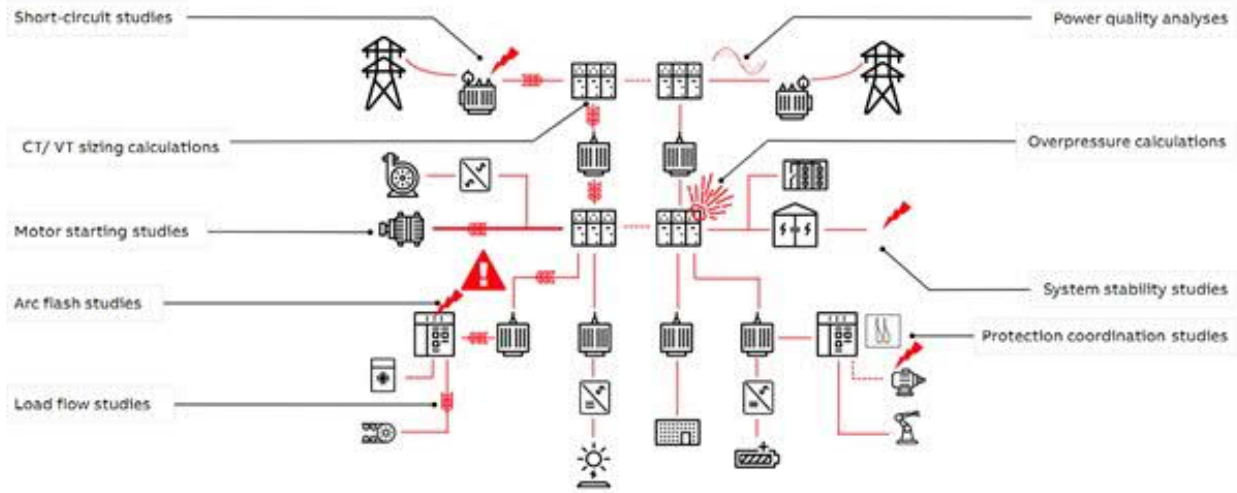 Short-circuit studies
Power quality analyses
CT/ VT sizing calculations
Overpressure calculations
Motor starting studies
Arc flash studies
System stability studies
Protection coordination studies
Load flow studies